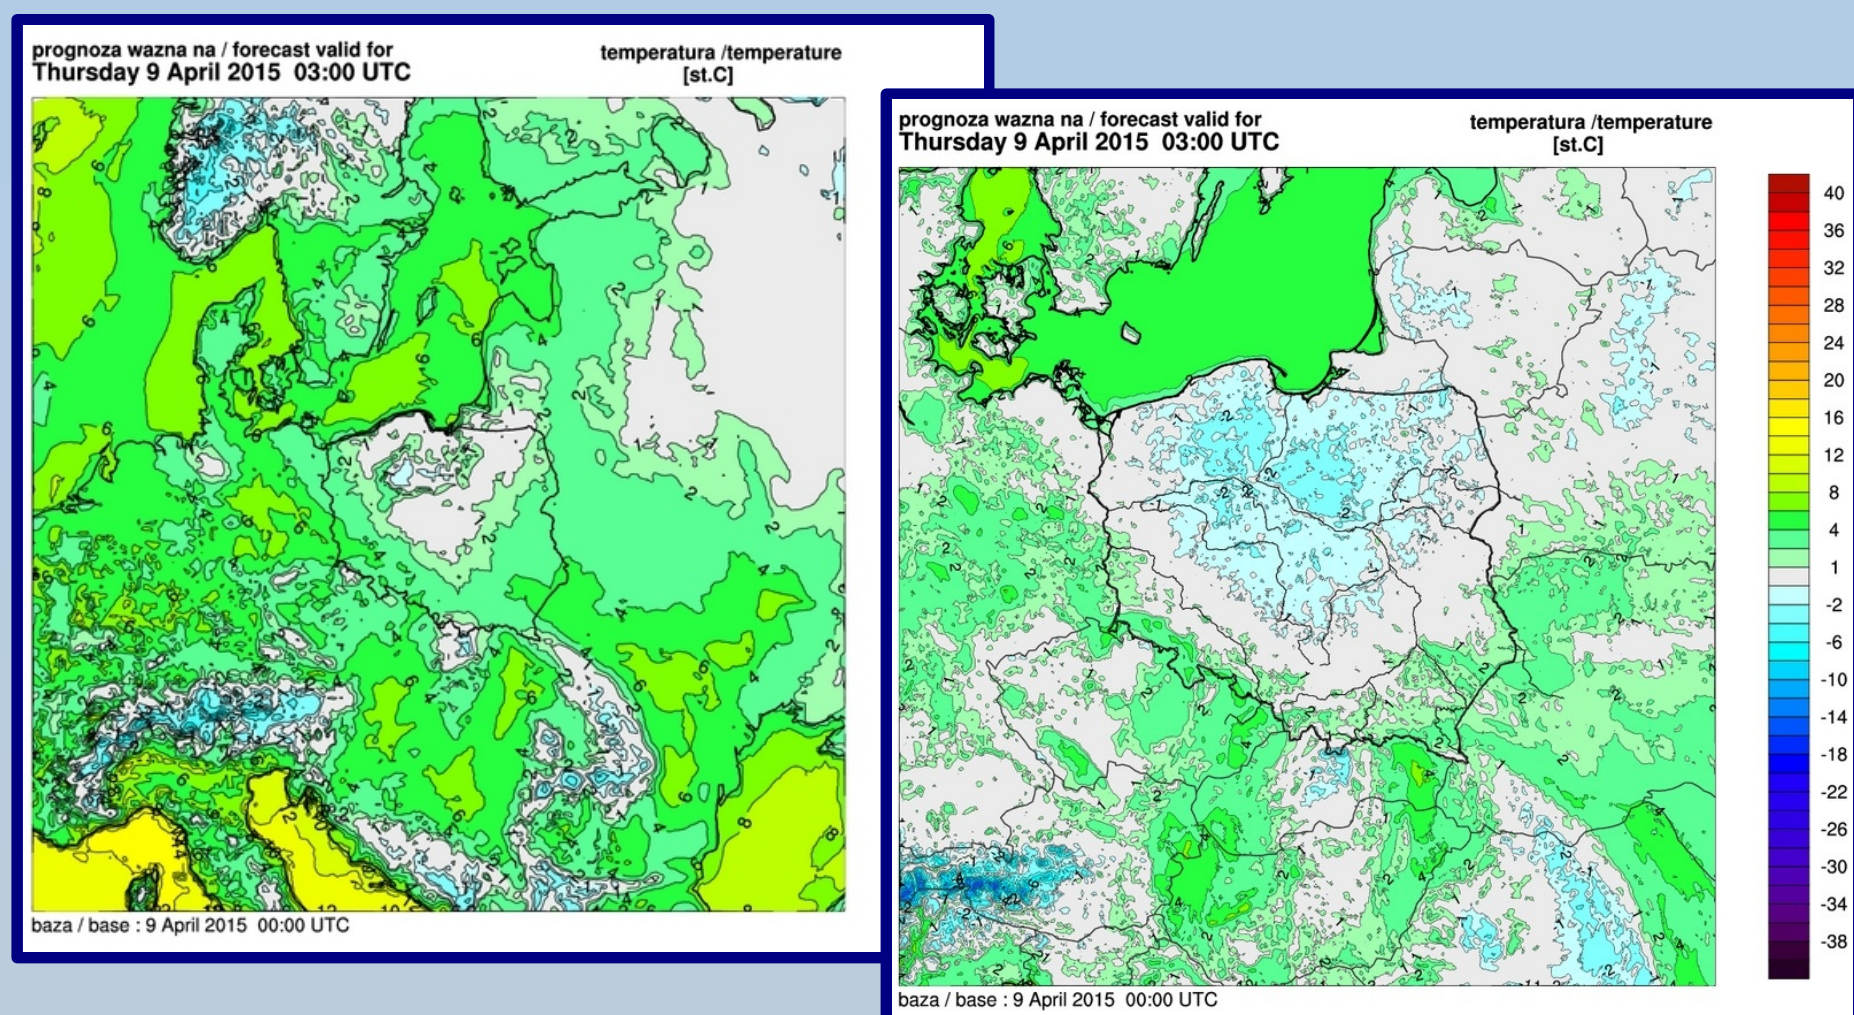 prognoza wazna na / forecast valid for
Thursday 9 April 2015 03:00 UTC
temperatura /temperature
[st.C]
baza / base : 9 April 2015 00:00 UTC
prognoza wazna na / forecast valid for
Thursday 9 April 2015 03:00 UTC
temperatura /temperature
[st.C]
40
36
32
28
24
20
16
12
8
4
1
-2
-6
-10
-14
-18
-22
-26
-30
-34
-38
baza / base : 9 April 2015 00:00 UTC